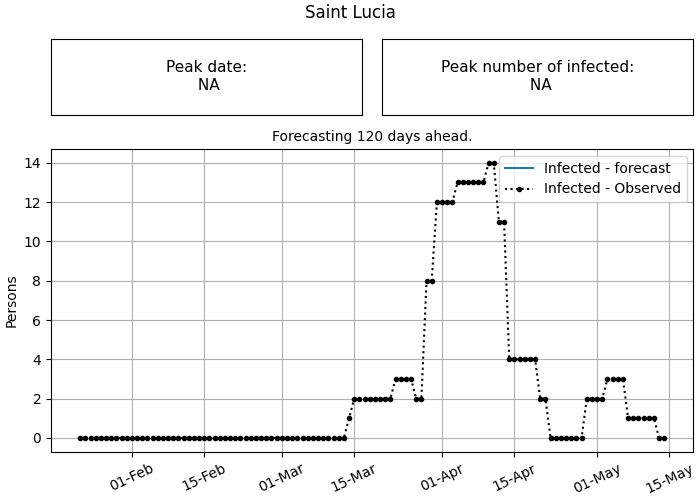 Saint Lucia
Peak date:
NA
Peak number of infected:
NA
Forecasting 120 days ahead.
Infected - forecast
Infected - Observed
Persons
14
12
10
8
6
4
2
0
01-Feb
15-Feb
01-Mar
15-Mar
01-Apr
15-Apr
01-May
15-May